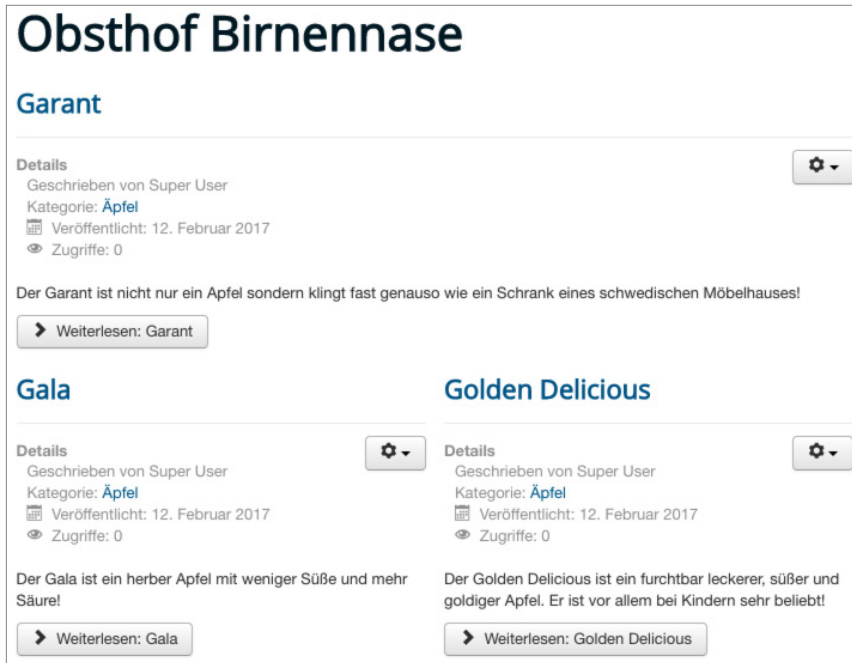 Obsthof Birnennase
Garant
Details
Geschrieben von Super User
Kategorie: Äpfel
Veröffentlicht: 12. Februar 2017
Zugriffe: 0
Der Garant ist nicht nur ein Apfel sondern klingt fast genauso wie ein Schrank eines schwedischen Möbelhauses!
Weiterlesen: Garant
Gala
Details
Geschrieben von Super User
Kategorie: Äpfel
Veröffentlicht: 12. Februar 2017
Zugriffe: 0
Der Gala ist ein herber Apfel mit weniger Süße und mehr
Säure!
Weiterlesen: Gala
Golden Delicious
Details
Geschrieben von Super User
Kategorie: Äpfel
Veröffentlicht: 12. Februar 2017
Zugriffe: 0
Der Golden Delicious ist ein furchtbar leckerer, süßer und
goldiger Apfel. Er ist vor allem bei Kindern sehr beliebt!
Weiterlesen: Golden Delicious